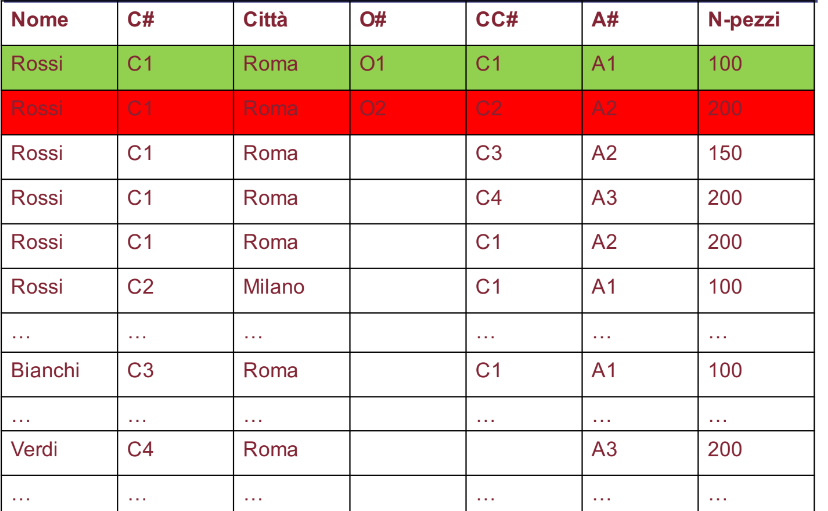 Nome C# Città O# CC# A# N-pezzi
Rossi C1 Roma O1 C1 A1 100
Rossi C1 Roma O2 C2 A2 200
Rossi C1 Roma C3 A2 150
Rossi C1 Roma C4 A3 200
Rossi C1 Roma C1 A2 200
Rossi C2 Milano C1 A1 100
… … … … … …
Bianchi C3 Roma C1 A1 100
… … … … … …
Verdi C4 Roma A3 200
… … … … … …